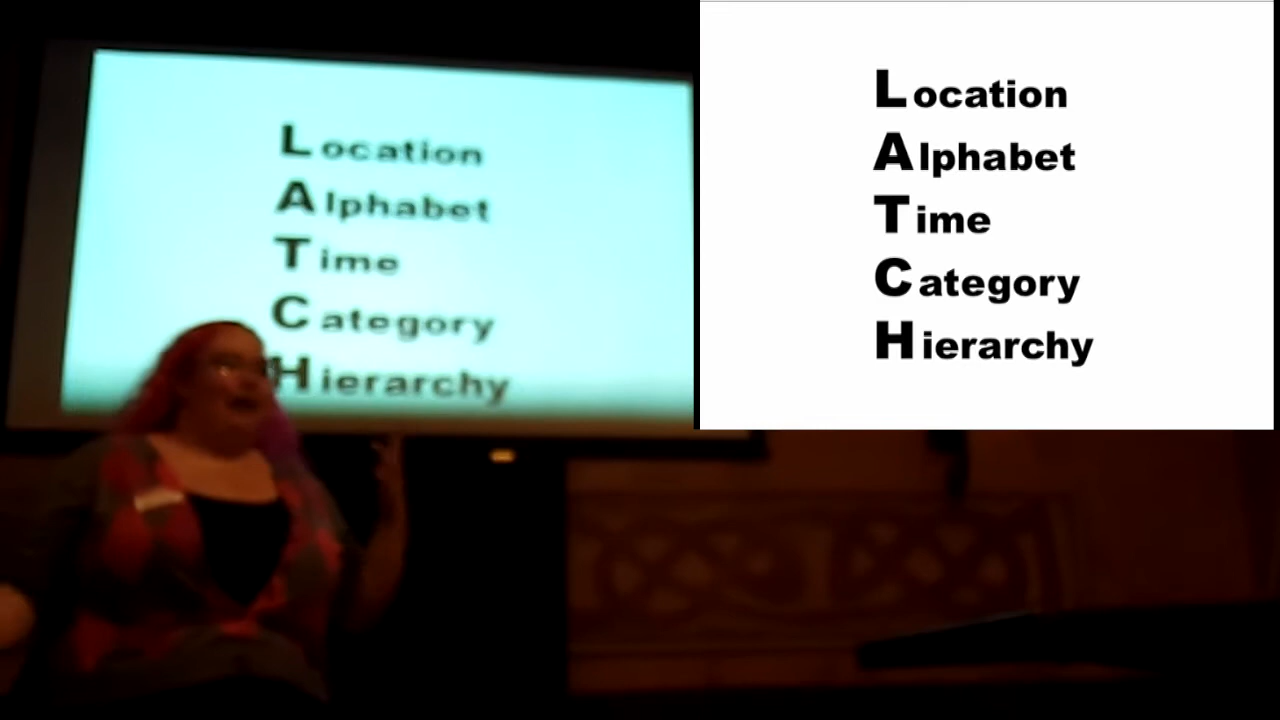 Location
Alphabet
Time
Category
Hierarchy
Location
Alphabet
Time
Category
Hierarchy